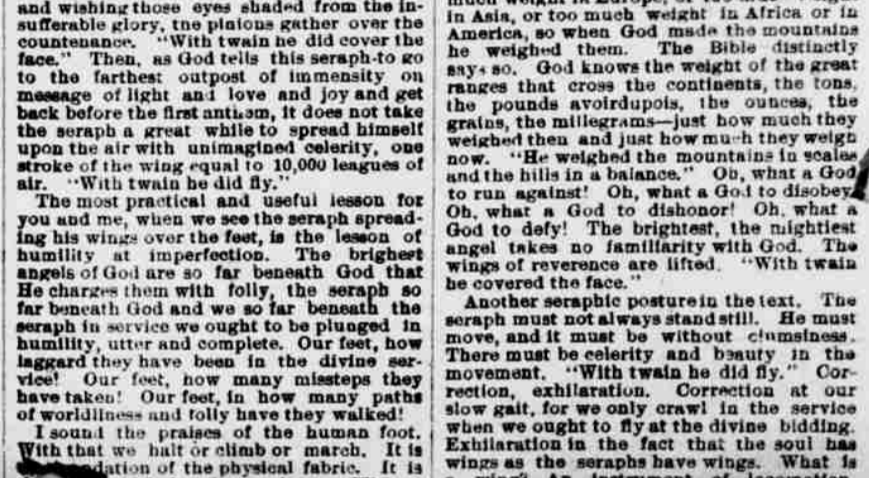 and wishing those eyes shaded from the in-
sufferable glory, the pinions gather over the
countenance. "With twain he did cover the
face." Then, as God tells this seraph to go
to the farthest outpost of immensity on
message of light and love and joy and get
back before the first anthem, it does not take
the seraph a great while to spread himself
upon the air with unimagined celerity, one
stroke of the wing equal to 10,000 leagues of
air. "With twain he did fly."
The most practical and useful lesson for
you and me, when we see the seraph spread-
ing his wings over the feet, is the lesson of
humility at imperfection. The brighest
angels of God are so far beneath God that
He charges them with folly, the seraph so
far beneath God and we so far beneath the
seraph in service we ought to be plunged in
humility, utter and complete. Our feet, how
laggard they have been in the divine ser-
vice! Our feet, how many missteps they
have taken! Our feet, in how many paths
of worldliness and folly have they walked!
I sound the praises of the human foot.
With that we halt or climb or march. It is
dation of the physical fabric. It is
in Asia, or too much weight in Africa or in
America, so when God made the mountains
he weighed them. The Bible distinctly
says so. God knows the weight of the great
ranges that cross the continents, the tons,
the pounds avoirdupois, the ounces, the
grains, the millegrams—just how much they
weighed then and just how much they weigh
now. "He weighed the mountains in scales
and the hills in a balance." Oh, what a God
to run against! Oh, what a God to disobey!
Oh, what a God to dishonor! Oh, what a
God to defy! The brightest, the mightiest
angel takes no familiarity with God. The
wings of reverence are lifted. "With twain
he covered the face."
Another seraphic posture in the text. The
seraph must not always stand still. He must
move, and it must be without clumsiness.
There must be celerity and beauty in the
movement. "With twain he did fly." Cor-
rection, exhilaration. Correction at our
slow gait, for we only crawl in the service
when we ought to fly at the divine bidding.
Exhilaration in the fact that the soul has
wings as the seraphs have wings. What is